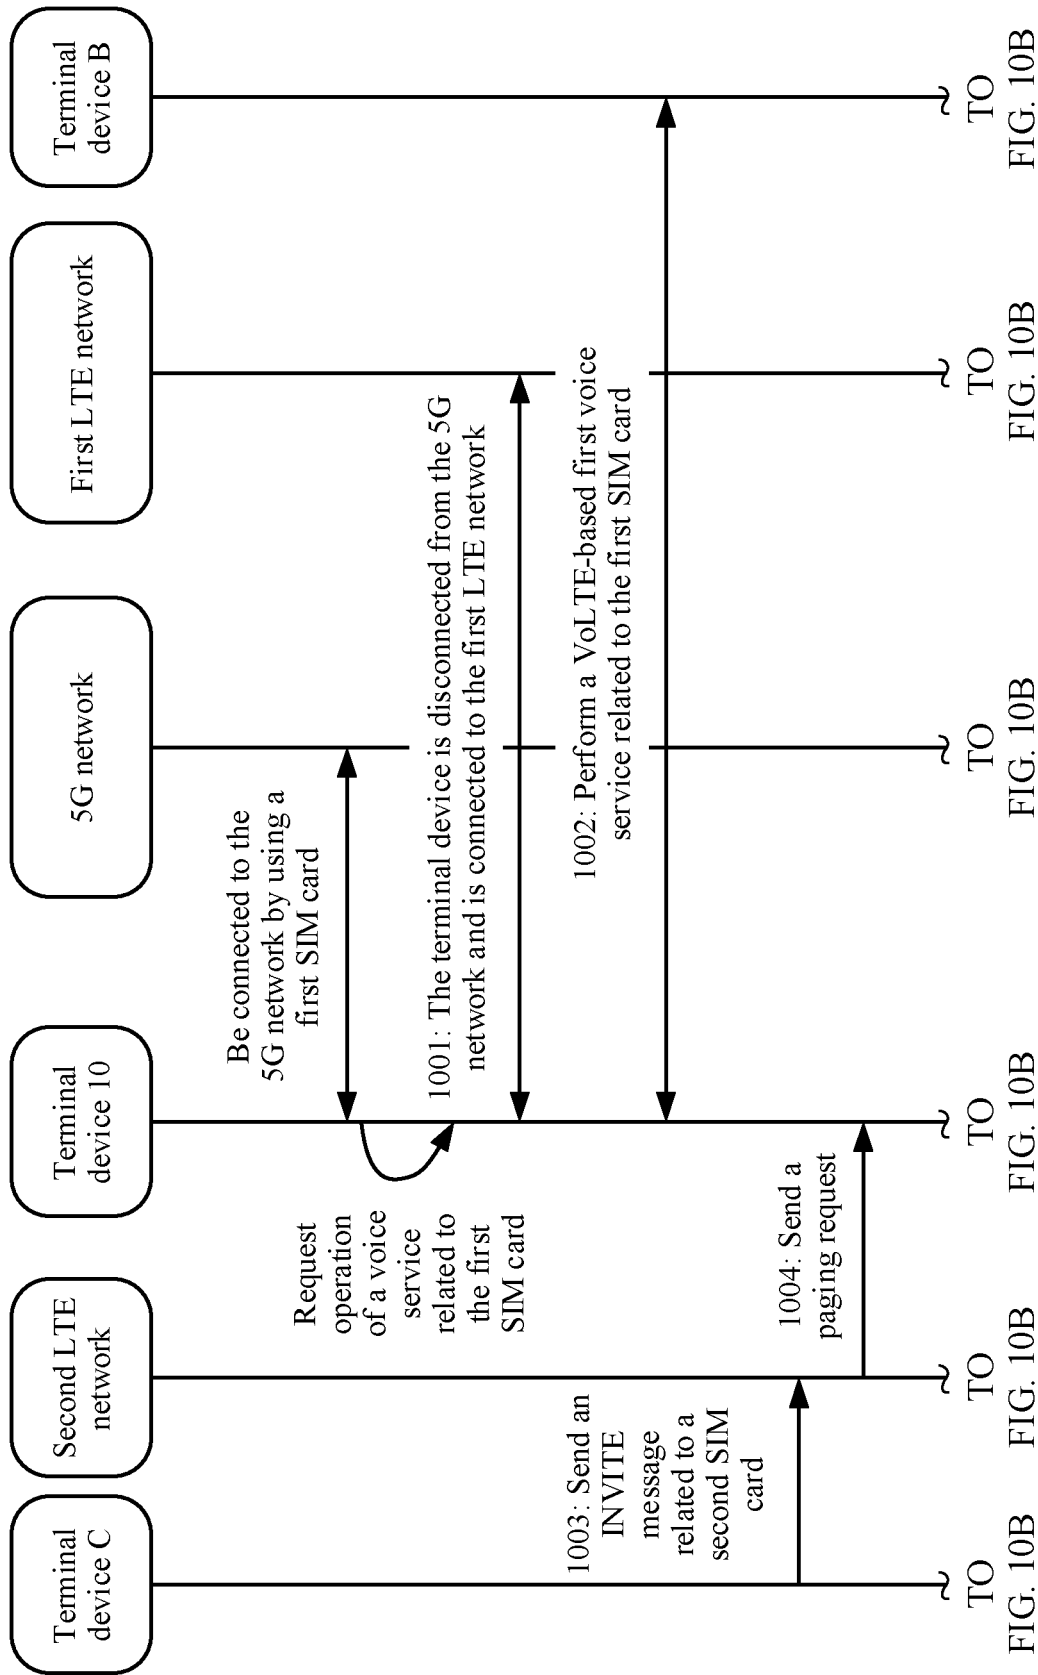 Terminal
device C
Second LTE
network
Terminal
device 10
5G network
First LTE network
Terminal
device B
Be connected to the
5G network by using a
first SIM card
Request
operation
of a voice
service
related to
the first
SIM card
1001: The terminal device is disconnected from the 5G
network and is connected to the first LTE network
1002: Perform a VoLTE-based first voice
service related to the first SIM card
1003: Send an
INVITE
message
related to a
second SIM
card
1004: Send a
paging request
TO
FIG. 10B
TO
FIG. 10B
TO
FIG. 10B
TO
FIG. 10B
TO
FIG. 10B
TO
FIG. 10B